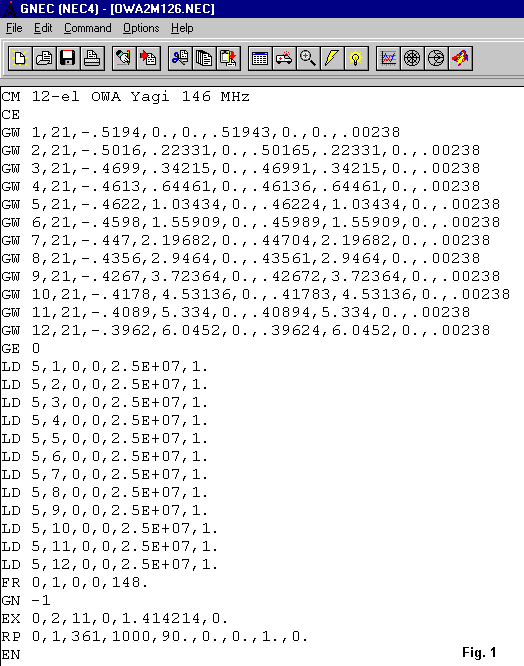 GNEC (NEC4) - [OWA2M126.NEC]
File Edit Command Options Help
CM 12-el OWA Yagi 146 MHz
CE
GW 1,21,-.5194,0.,0.,.51943,0.,0.,.00238
GW 2,21,-.5016,.22331,0.,.50165,.22331,0.,.00238
GW 3,21,-.4699,.34215,0.,.46991,.34215,0.,.00238
GW 4,21,-.4613,.64461,0.,.46136,.64461,0.,.00238
GW 5,21,-.4622,1.03434,0.,.46224,1.03434,0.,.00238
GW 6,21,-.4598,1.55909,0.,.45989,1.55909,0.,.00238
GW 7,21,-.447,2.19682,0.,.44704,2.19682,0.,.00238
GW 8,21,-.4356,2.9464,0.,.43561,2.9464,0.,.00238
GW 9,21,-.4267,3.72364,0.,.42672,3.72364,0.,.00238
GW 10,21,-.4178,4.53136,0.,.41783,4.53136,0.,.00238
GW 11,21,-.4089,5.334,0.,.40894,5.334,0.,.00238
GW 12,21,-.3962,6.0452,0.,.39624,6.0452,0.,.00238
GE 0
LD 5,1,0,0,2.5E+07,1.
LD 5,2,0,0,2.5E+07,1.
LD 5,3,0,0,2.5E+07,1.
LD 5,4,0,0,2.5E+07,1.
LD 5,5,0,0,2.5E+07,1.
LD 5,6,0,0,2.5E+07,1.
LD 5,7,0,0,2.5E+07,1.
LD 5,8,0,0,2.5E+07,1.
LD 5,9,0,0,2.5E+07,1.
LD 5,10,0,0,2.5E+07,1.
LD 5,11,0,0,2.5E+07,1.
LD 5,12,0,0,2.5E+07,1.
FR 0,1,0,0,148.
GN -1
EX 0,2,11,0,1.414214,0.
RP 0,1,361,1000,90.,0.,0.,1.,0.
EN
Fig. 1